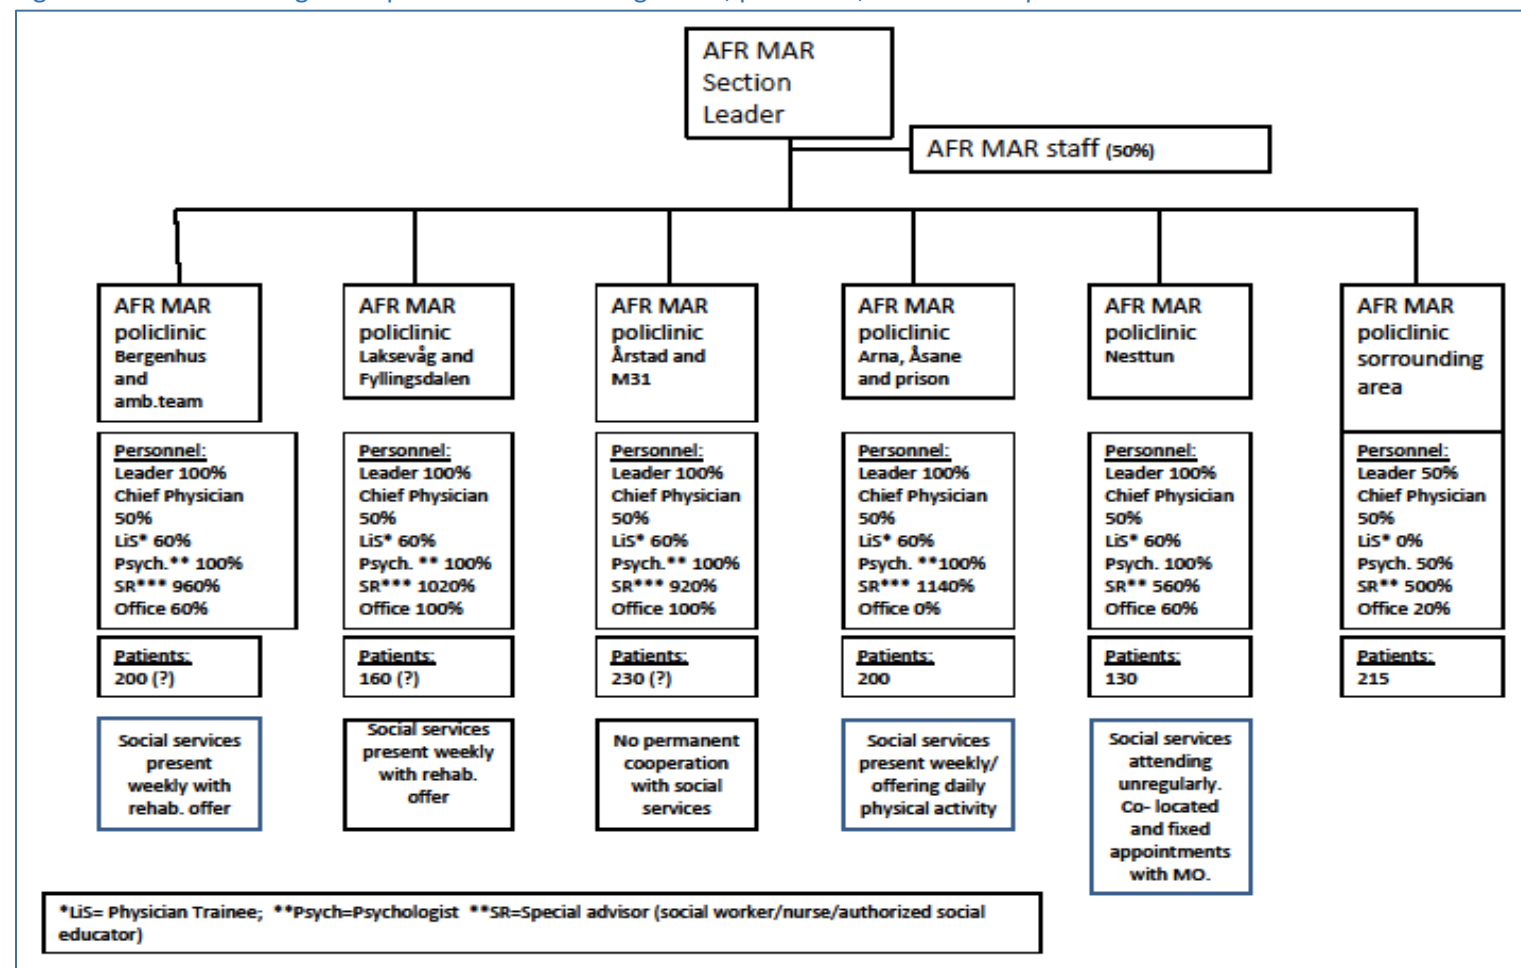 AFR MAR
Section
Leader
AFR MAR staff (50%)
AFR MAR
policlinic
Bergenhus
and
amb.team
AFR MAR
policlinic
Laksevåg and
Fyllingsdalen
AFR MAR
policlinic
Årstad and
M31
AFR MAR
policlinic
Arna, Åsane
and prison
AFR MAR
policlinic
Nesttun
AFR MAR
policlinic
sorrounding
area
Personnel:
Leader 100%
Chief Physician
50%
LiS* 60%
Psych.** 100%
SR*** 960%
Office 60%
Personnel:
Leader 100%
Chief Physician
50%
LiS* 60%
Psych. ** 100%
SR*** 1020%
Office 100%
Personnel:
Leader 100%
Chief Physician
50%
LiS* 60%
Psych.** 100%
SR*** 920%
Office 100%
Personnel:
Leader 100%
Chief Physician
50%
LiS* 60%
Psych. **100%
SR*** 1140%
Office 0%
Personnel:
Leader 100%
Chief Physician
50%
LiS* 60%
Psych. 100%
SR** 560%
Office 60%
Personnel:
Leader 50%
Chief Physician
50%
LiS* 0%
Psych. 50%
SR** 500%
Office 20%
Patients:
200 (?)
Patients:
160 (?)
Patients:
230 (?)
Patients:
200
Patients:
130
Patients:
215
Social services
present
weekly with
rehab. offer
Social services
present weekly
with rehab.
offer
No permanent
cooperation
with social
services
Social services
present weekly/
offering daily
physical activity
Social services
attending
unregularly.
Co- located
and fixed
appointments
with MO.
*LiS= Physician Trainee; **Psych=Psychologist **SR=Special advisor (social worker/nurse/authorized social
educator)